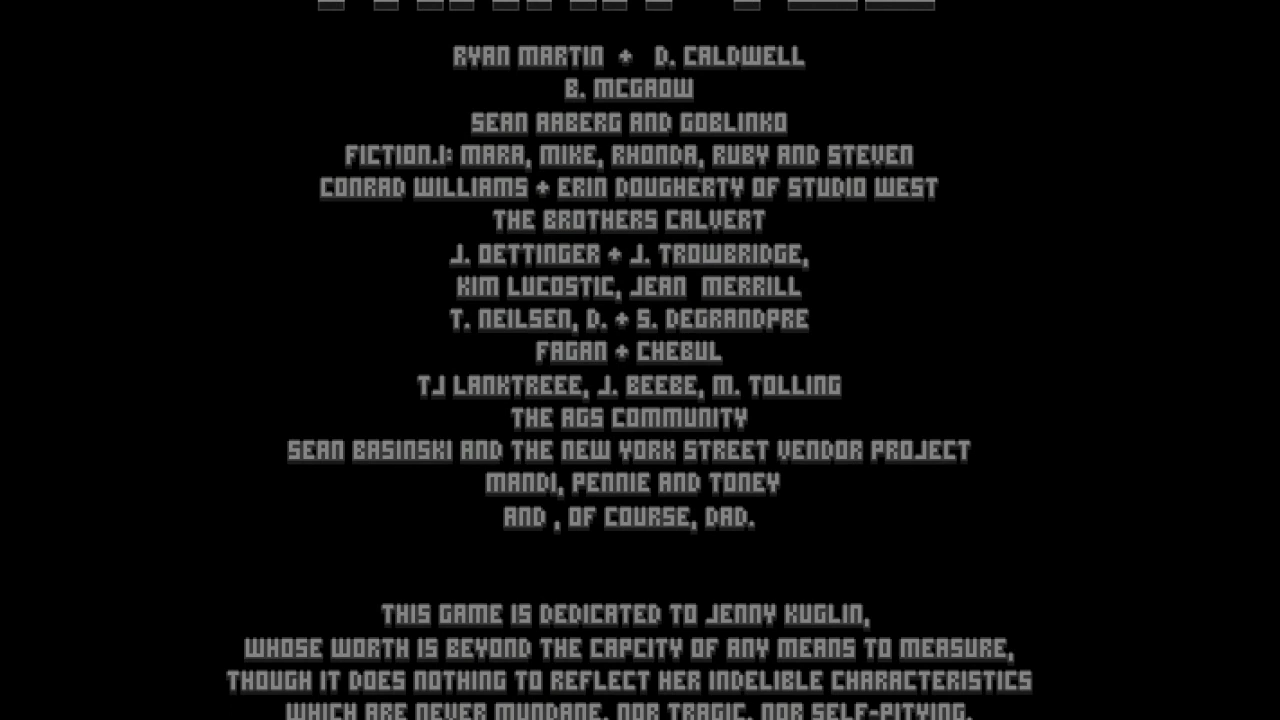 RYAN MARTIN + D. CALDWELL
B. MCGROW
SEAN AABERG AND GOBLINKO
FICTION.1: MARA, MIKE, RHONDA, RUBY AND STEVEN
CONRAD WILLIAMS + ERIN DOUGHERTY OF STUDIO WEST
THE BROTHERS CALVERT
J. OETTINGER + J. TROWBRIDGE,
KIM LUCOSTIC, JEAN MERRILL
T. NEILSEN, D. + S. DEGRANDPRE
FAGAN + CHEBUL
TJ LANKTREEE, J. BEEBE, M. TOLLING
THE AGS COMMUNITY
SEAN BASINSKI AND THE NEW YORK STREET VENDOR PROJECT
MANDI, PENNIE AND TONEY
AND , OF COURSE, DAD.
THIS GAME IS DEDICATED TO JENNY KUGLIN,
WHOSE WORTH IS BEYOND THE CAPCITY OF ANY MEANS TO MEASURE,
THOUGH IT DOES NOTHING TO REFLECT HER INDELIBLE CHARACTERISTICS
WHICH ARE NEVER MUNDANE, NOR TRAGIC, NOR SELF-PITYING.